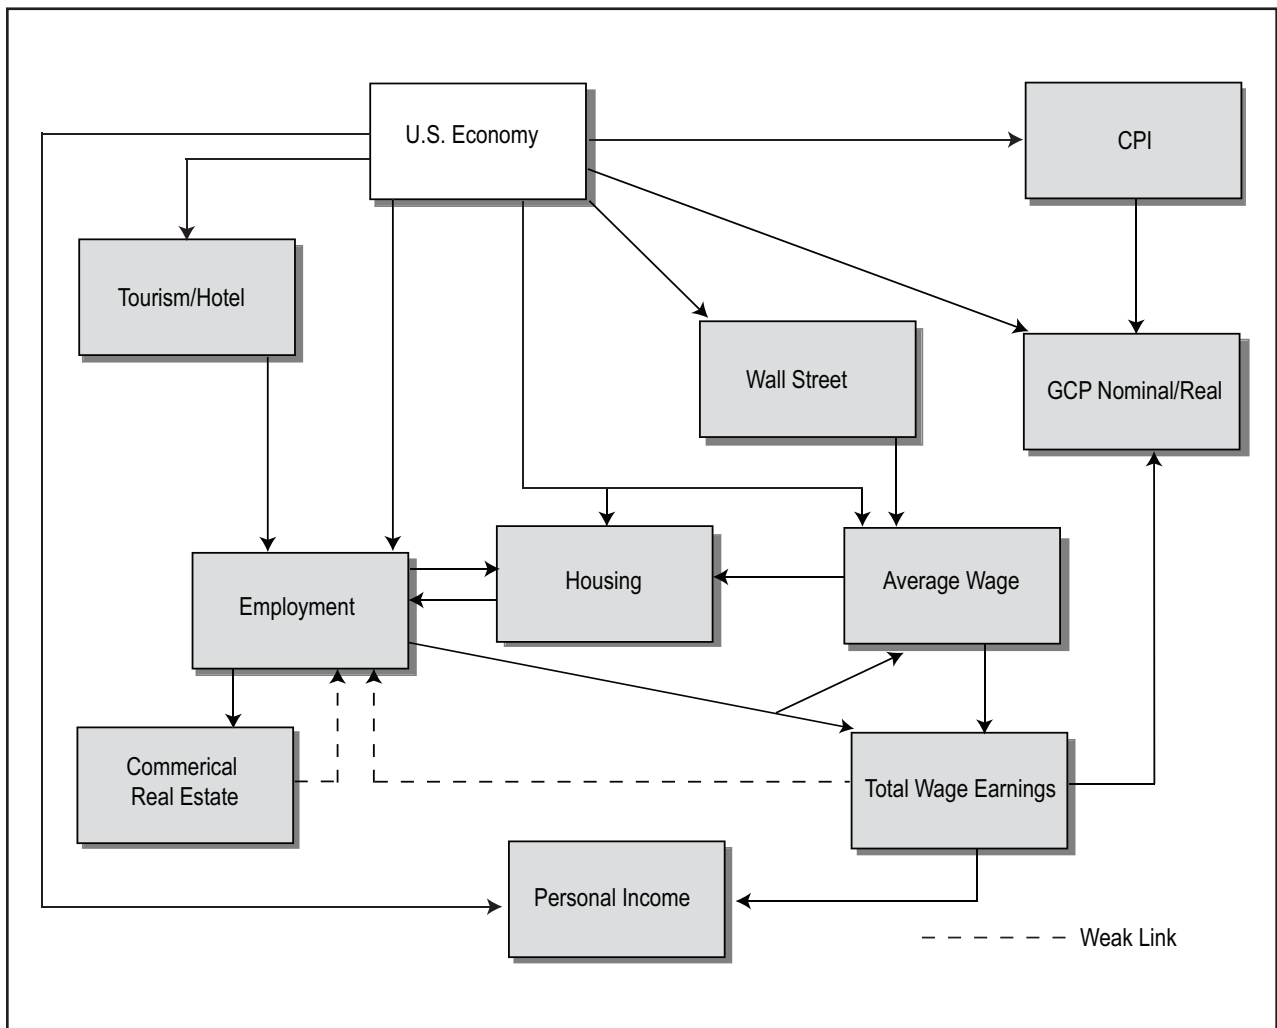 U.S. Economy
CPI
Tourism/Hotel
Wall Street
GCP Nominal/Real
Housing
Average Wage
Employment
Commerical
Real Estate
Total Wage Earnings
Personal Income
Weak Link